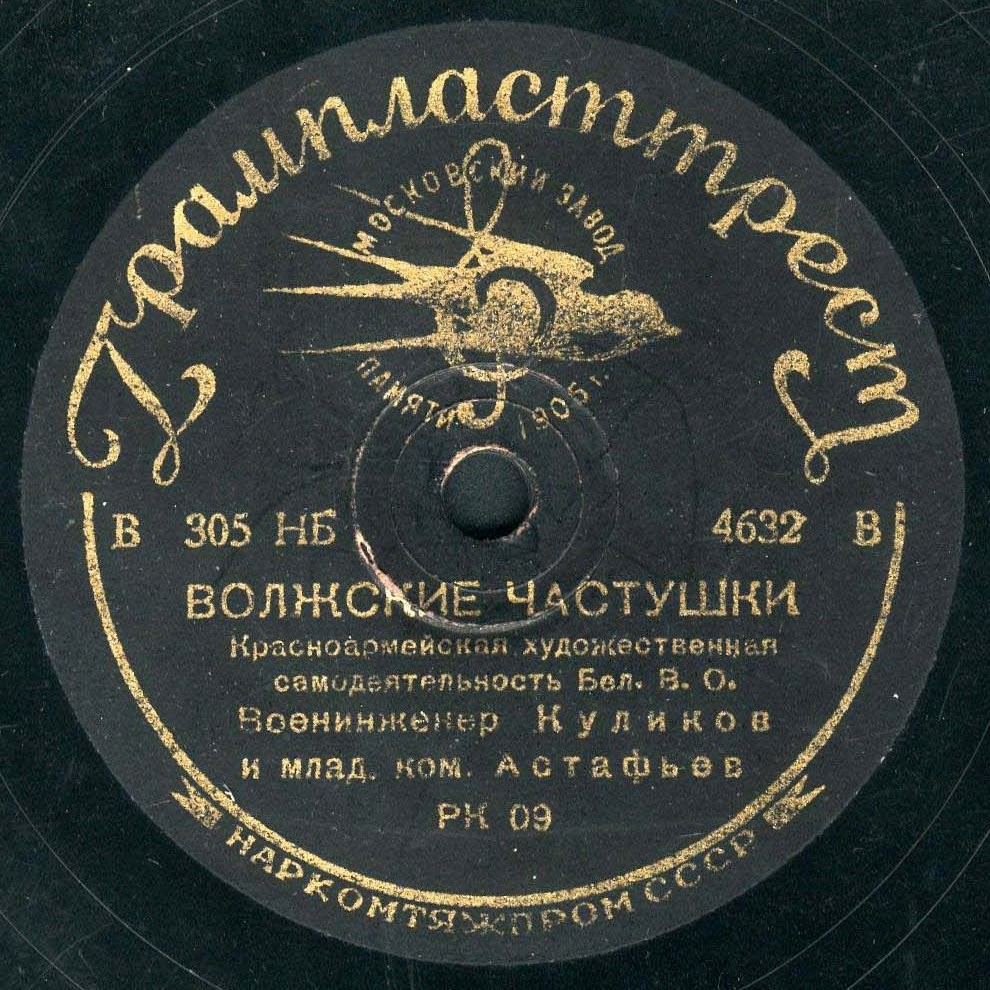 Грампласттрест
МОСКОВСКИЙ ЗАВОД
ПАМЯТИ 1905 г.
В 305 НБ 4632 В
ВОЛЖСКИЕ ЧАСТУШКИ
Красноармейская художественная
самодеятельность Бел. В. О.
Военинженер Куликов
и млад. ком. Астафьев
РК 09
НАРКОМТЯЖПРОМ СССР